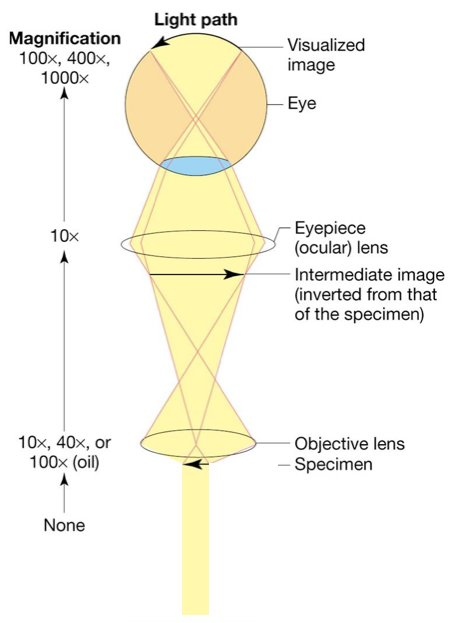 Light path
Magnification
100×, 400×,
1000×
Visualized
image
Eye
10×
Eyepiece
(ocular) lens
Intermediate image
(inverted from that
of the specimen)
10×, 40×, or
100× (oil)
Objective lens
Specimen
None